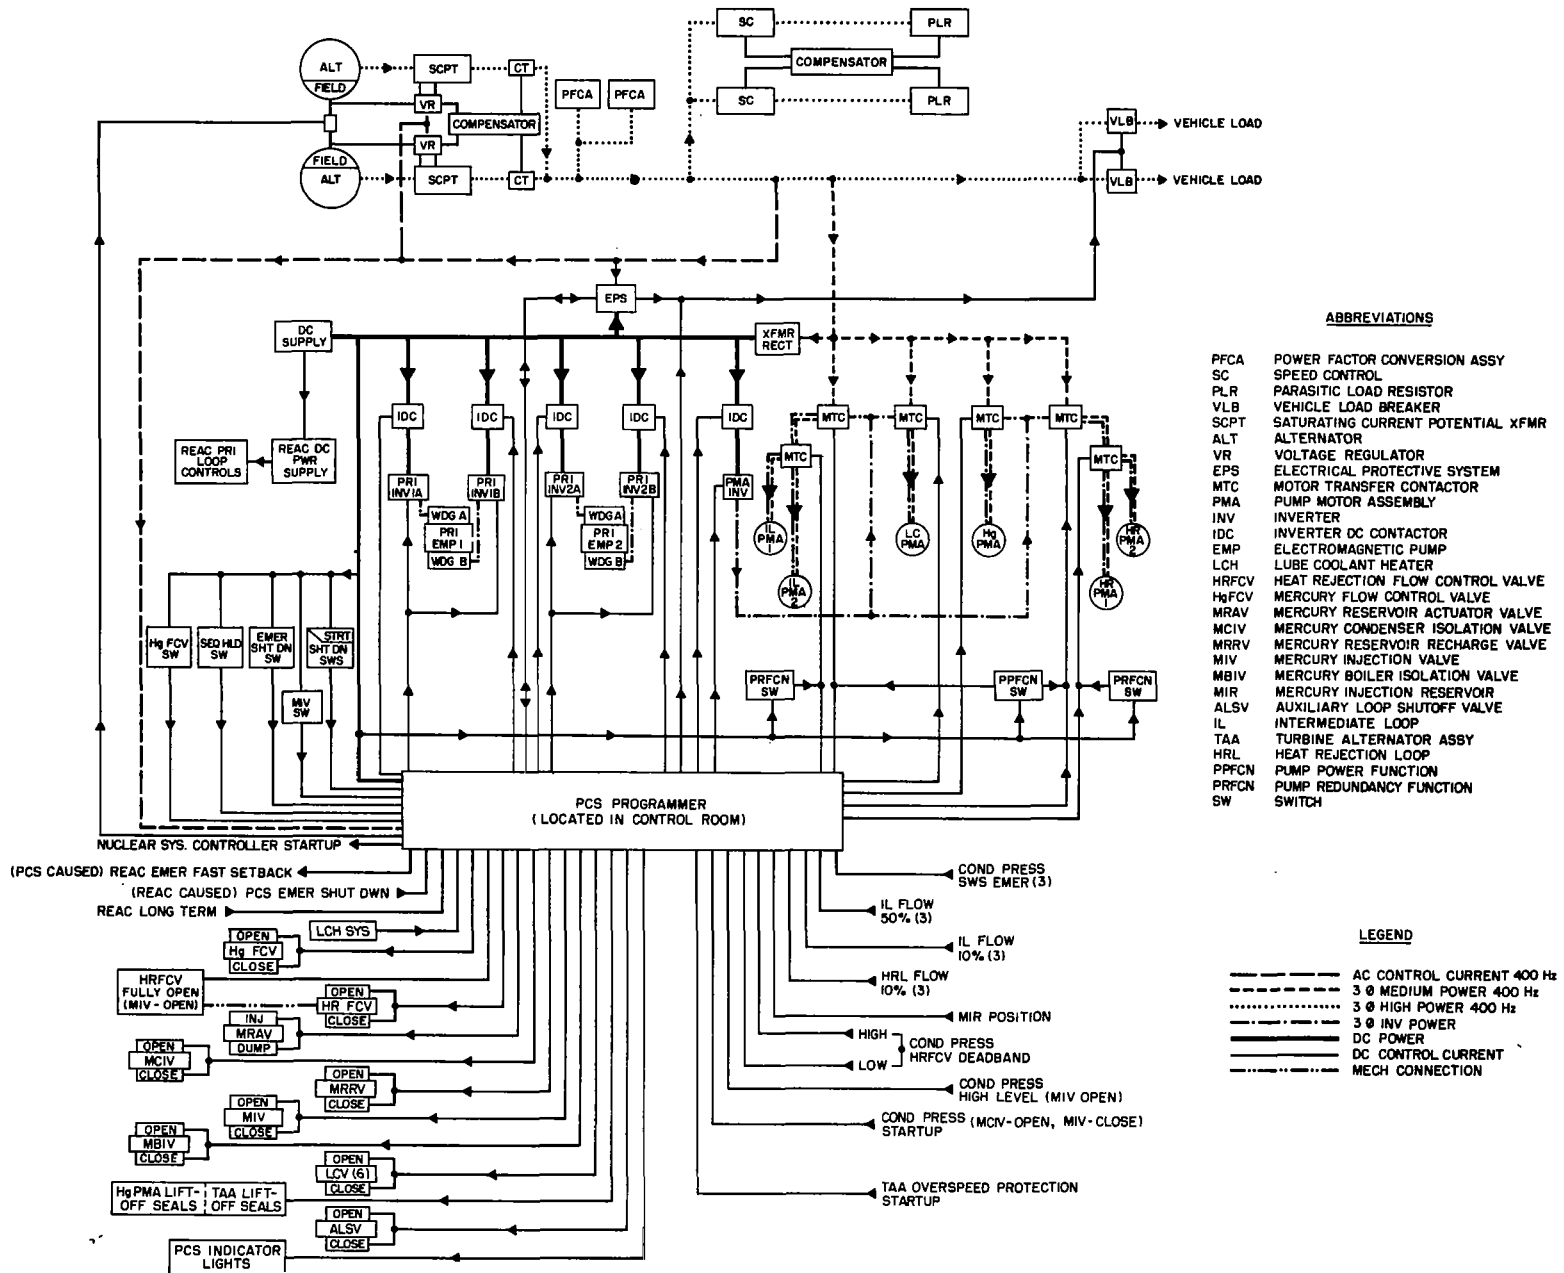 SC
PLR
COMPENSATOR
SC
PLR
ALT
FIELD
SCPT
CT
VR
COMPENSATOR
VR
FIELD
ALT
SCPT
CT
PFCA
PFCA
VLB
VEHICLE LOAD
VLB
VEHICLE LOAD
EPS
DC
SUPPLY
XFMR
RECT
REAC PRI
LOOP
CONTROLS
REAC DC
PWR
SUPPLY
IDC
IDC
IDC
IDC
IDC
MTC
MTC
MTC
MTC
MTC
MTC
PRI
INV1A
PRI
INV1B
PRI
INV2A
PRI
INV2B
PMA
INV
WDG A
PRI
EMP 1
WDG B
WDG A
PRI
EMP 2
WDG B
IL
PMA
1
IL
PMA
2
LC
PMA
Hg
PMA
HR
PMA
2
HR
PMA
1
Hg FCV
SW
SEQ HLD
SW
EMER
SHT DN
SW
STRT
SHT DN
SWS
MIV
SW
PRFCN
SW
PPFCN
SW
PRFCN
SW
PCS PROGRAMMER
(LOCATED IN CONTROL ROOM)
NUCLEAR SYS. CONTROLLER STARTUP
(PCS CAUSED) REAC EMER FAST SETBACK
(REAC CAUSED) PCS EMER SHUT DWN
REAC LONG TERM
LCH SYS
OPEN
Hg FCV
CLOSE
HRFCV
FULLY OPEN
(MIV-OPEN)
OPEN
HR FCV
CLOSE
INJ
MRAV
DUMP
OPEN
MCIV
CLOSE
OPEN
MRRV
CLOSE
OPEN
MIV
CLOSE
OPEN
MBIV
CLOSE
OPEN
LCV (6)
CLOSE
Hg PMA LIFT-
OFF SEALS
TAA LIFT-
OFF SEALS
OPEN
ALSV
CLOSE
PCS INDICATOR
LIGHTS
COND PRESS
SWS EMER (3)
IL FLOW
50% (3)
IL FLOW
10% (3)
HRL FLOW
10% (3)
MIR POSITION
HIGH
LOW
COND PRESS
HRFCV DEADBAND
COND PRESS
HIGH LEVEL (MIV OPEN)
COND PRESS (MCIV-OPEN, MIV-CLOSE)
STARTUP
TAA OVERSPEED PROTECTION
STARTUP
ABBREVIATIONS
PFCA POWER FACTOR CONVERSION ASSY
SC SPEED CONTROL
PLR PARASITIC LOAD RESISTOR
VLB VEHICLE LOAD BREAKER
SCPT SATURATING CURRENT POTENTIAL XFMR
ALT ALTERNATOR
VR VOLTAGE REGULATOR
EPS ELECTRICAL PROTECTIVE SYSTEM
MTC MOTOR TRANSFER CONTACTOR
PMA PUMP MOTOR ASSEMBLY
INV INVERTER
IDC INVERTER DC CONTACTOR
EMP ELECTROMAGNETIC PUMP
LCH LUBE COOLANT HEATER
HRFCV HEAT REJECTION FLOW CONTROL VALVE
HgFCV MERCURY FLOW CONTROL VALVE
MRAV MERCURY RESERVOIR ACTUATOR VALVE
MCIV MERCURY CONDENSER ISOLATION VALVE
MRRV MERCURY RESERVOIR RECHARGE VALVE
MIV MERCURY INJECTION VALVE
MBIV MERCURY BOILER ISOLATION VALVE
MIR MERCURY INJECTION RESERVOIR
ALSV AUXILIARY LOOP SHUTOFF VALVE
IL INTERMEDIATE LOOP
TAA TURBINE ALTERNATOR ASSY
HRL HEAT REJECTION LOOP
PPFCN PUMP POWER FUNCTION
PRFCN PUMP REDUNDANCY FUNCTION
SW SWITCH
LEGEND
AC CONTROL CURRENT 400 Hz
3 Ø MEDIUM POWER 400 Hz
3 Ø HIGH POWER 400 Hz
3 Ø INV POWER
DC POWER
DC CONTROL CURRENT
MECH CONNECTION